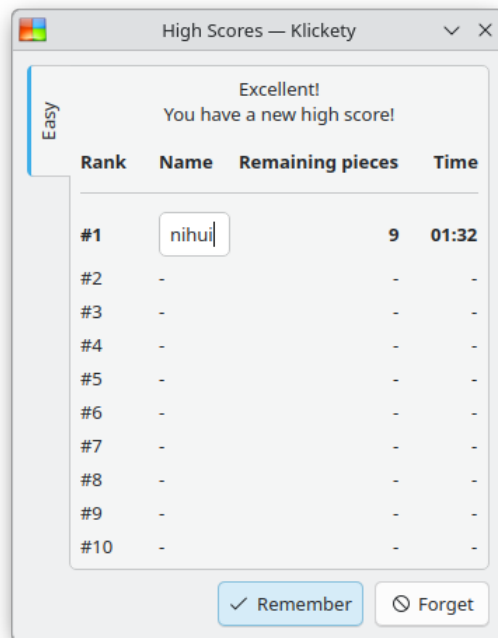 High Scores — Klickety
Easy
Excellent!
You have a new high score!
Rank Name Remaining pieces Time
#1 nihui 9 01:32
#2 - - -
#3 - - -
#4 - - -
#5 - - -
#6 - - -
#7 - - -
#8 - - -
#9 - - -
#10 - - -
Remember Forget